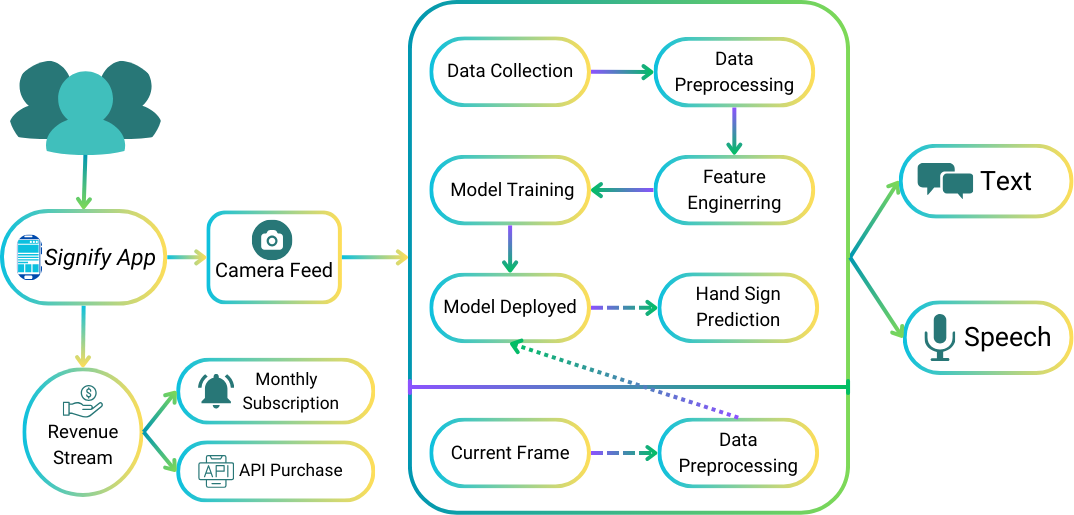 Signify App
Camera Feed
Revenue
Stream
$
Monthly
Subscription
API
API Purchase
Data Collection
Data
Preprocessing
Model Training
Feature
Enginerring
Model Deployed
Hand Sign
Prediction
Current Frame
Data
Preprocessing
Text
Speech